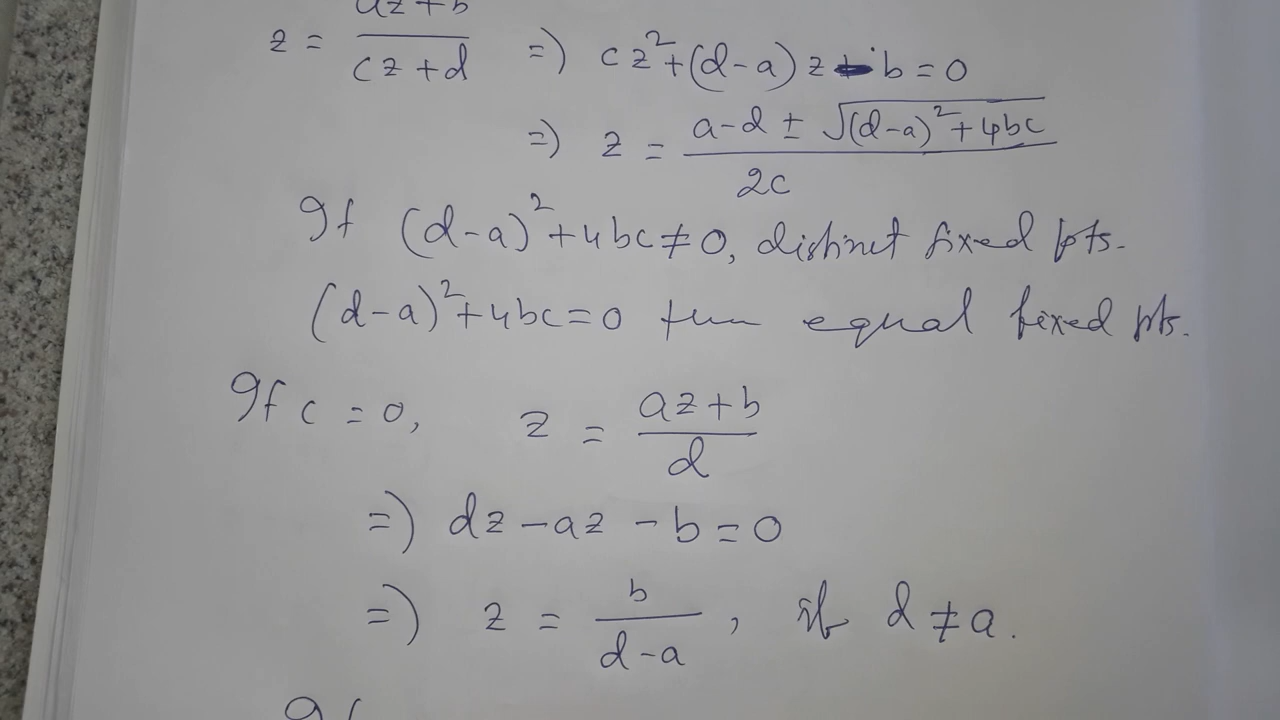 z = az+b / cz+d => cz²+(d-a)z - b = 0
=> z = a-d ± √(d-a)²+4bc / 2c
If (d-a)²+4bc≠0, distinct fixed pts.
(d-a)²+4bc=0 then equal fixed pts.
If c = 0, z = az+b / d
=> dz-az-b=0
=> z = b / d-a , if d≠a.
If